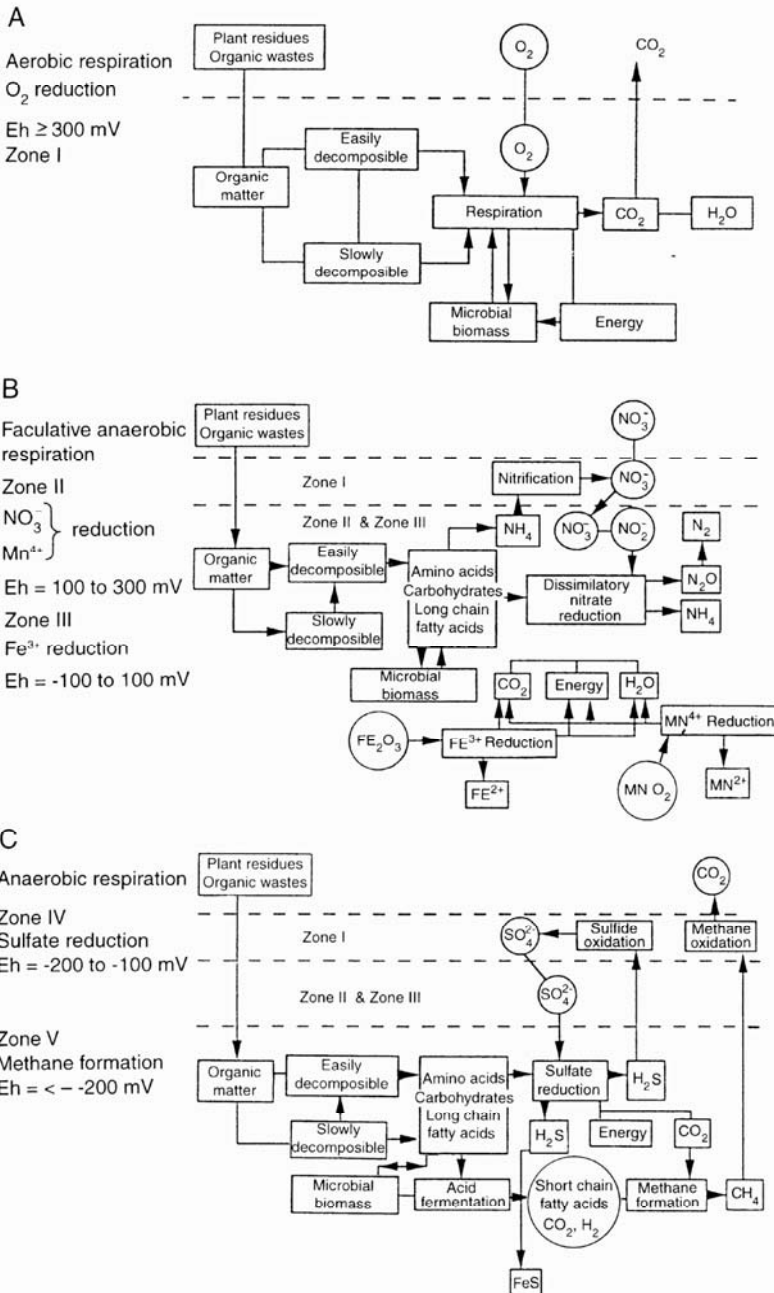 A
Aerobic respiration
O₂ reduction
Eh ≥ 300 mV
Zone I
Plant residues
Organic wastes
O₂
CO₂
Easily
decomposable
O₂
Organic
matter
Respiration
CO₂
H₂O
Slowly
decomposible
Microbial
biomass
Energy
B
Faculative anaerobic
respiration
Zone II
NO₃⁻
Mn⁴⁺
reduction
Eh = 100 to 300 mV
Zone III
Fe³⁺ reduction
Eh = -100 to 100 mV
Plant residues
Organic wastes
NO₃⁻
Zone I
Nitrification
NO₃⁻
Zone II & Zone III
NH₄
NO₃⁻
NO₂⁻
N₂
Organic
matter
Easily
decomposible
Amino acids
Carbohydrates
Long chain
fatty acids
Dissimilatory
nitrate
reduction
N₂O
NH₄
Slowly
decomposible
Microbial
biomass
CO₂
Energy
H₂O
FE₂O₃
FE³⁺ Reduction
MN⁴⁺ Reduction
FE²⁺
MN O₂
MN²⁺
C
Anaerobic respiration
Zone IV
Sulfate reduction
Eh = -200 to -100 mV
Zone V
Methane formation
Eh = < – -200 mV
Plant residues
Organic wastes
CO₂
Zone I
SO₄²⁻
Sulfide
oxidation
Methane
oxidation
Zone II & Zone III
SO₄²⁻
Organic
matter
Easily
decomposible
Amino acids
Carbohydrates
Long chain
fatty acids
Sulfate
reduction
H₂S
Slowly
decomposible
H₂S
Energy
CO₂
Microbial
biomass
Acid
fermentation
Short chain
fatty acids
CO₂, H₂
Methane
formation
CH₄
FeS